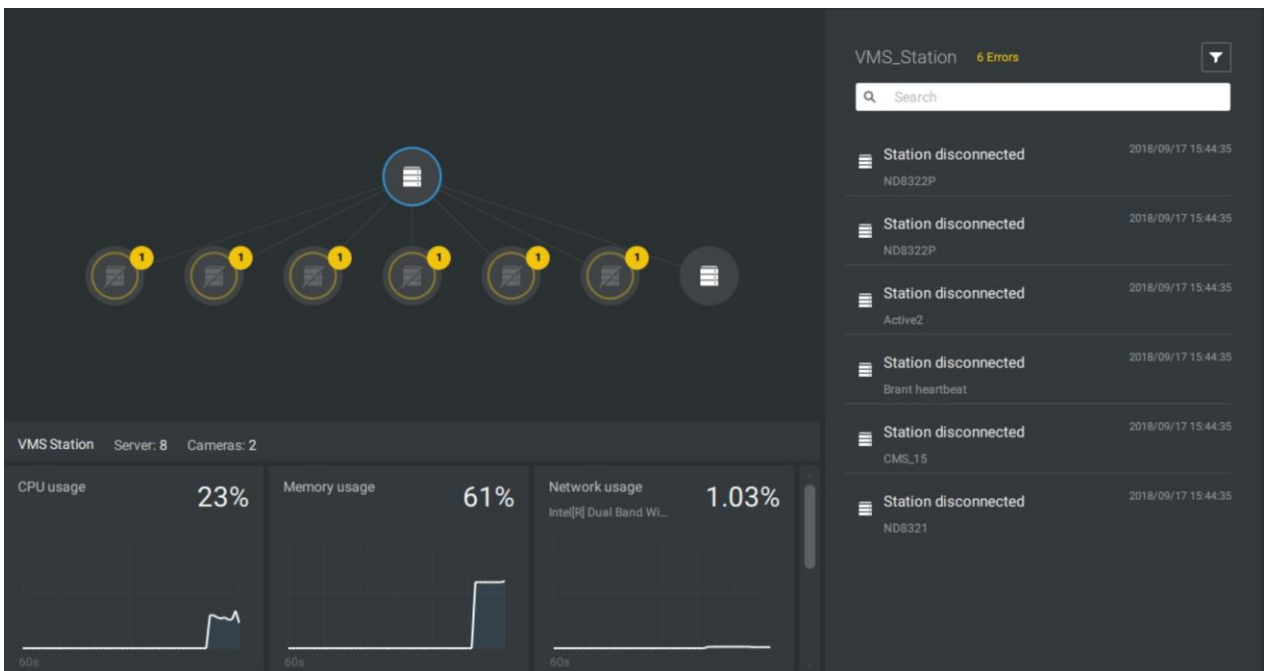 VMS_Station 6 Errors
Search
Station disconnected 2018/09/17 15:44:35
ND8322P
Station disconnected 2018/09/17 15:44:35
ND8322P
Station disconnected 2018/09/17 15:44:35
Active2
Station disconnected 2018/09/17 15:44:35
Brant heartbeat
Station disconnected 2018/09/17 15:44:35
CMS_15
Station disconnected 2018/09/17 15:44:35
ND8321
1 1 1 1 1 1
VMS Station Server: 8 Cameras: 2
CPU usage 23%
60s
Memory usage 61%
60s
Network usage 1.03%
Intel[R] Dual Band Wi...
60s